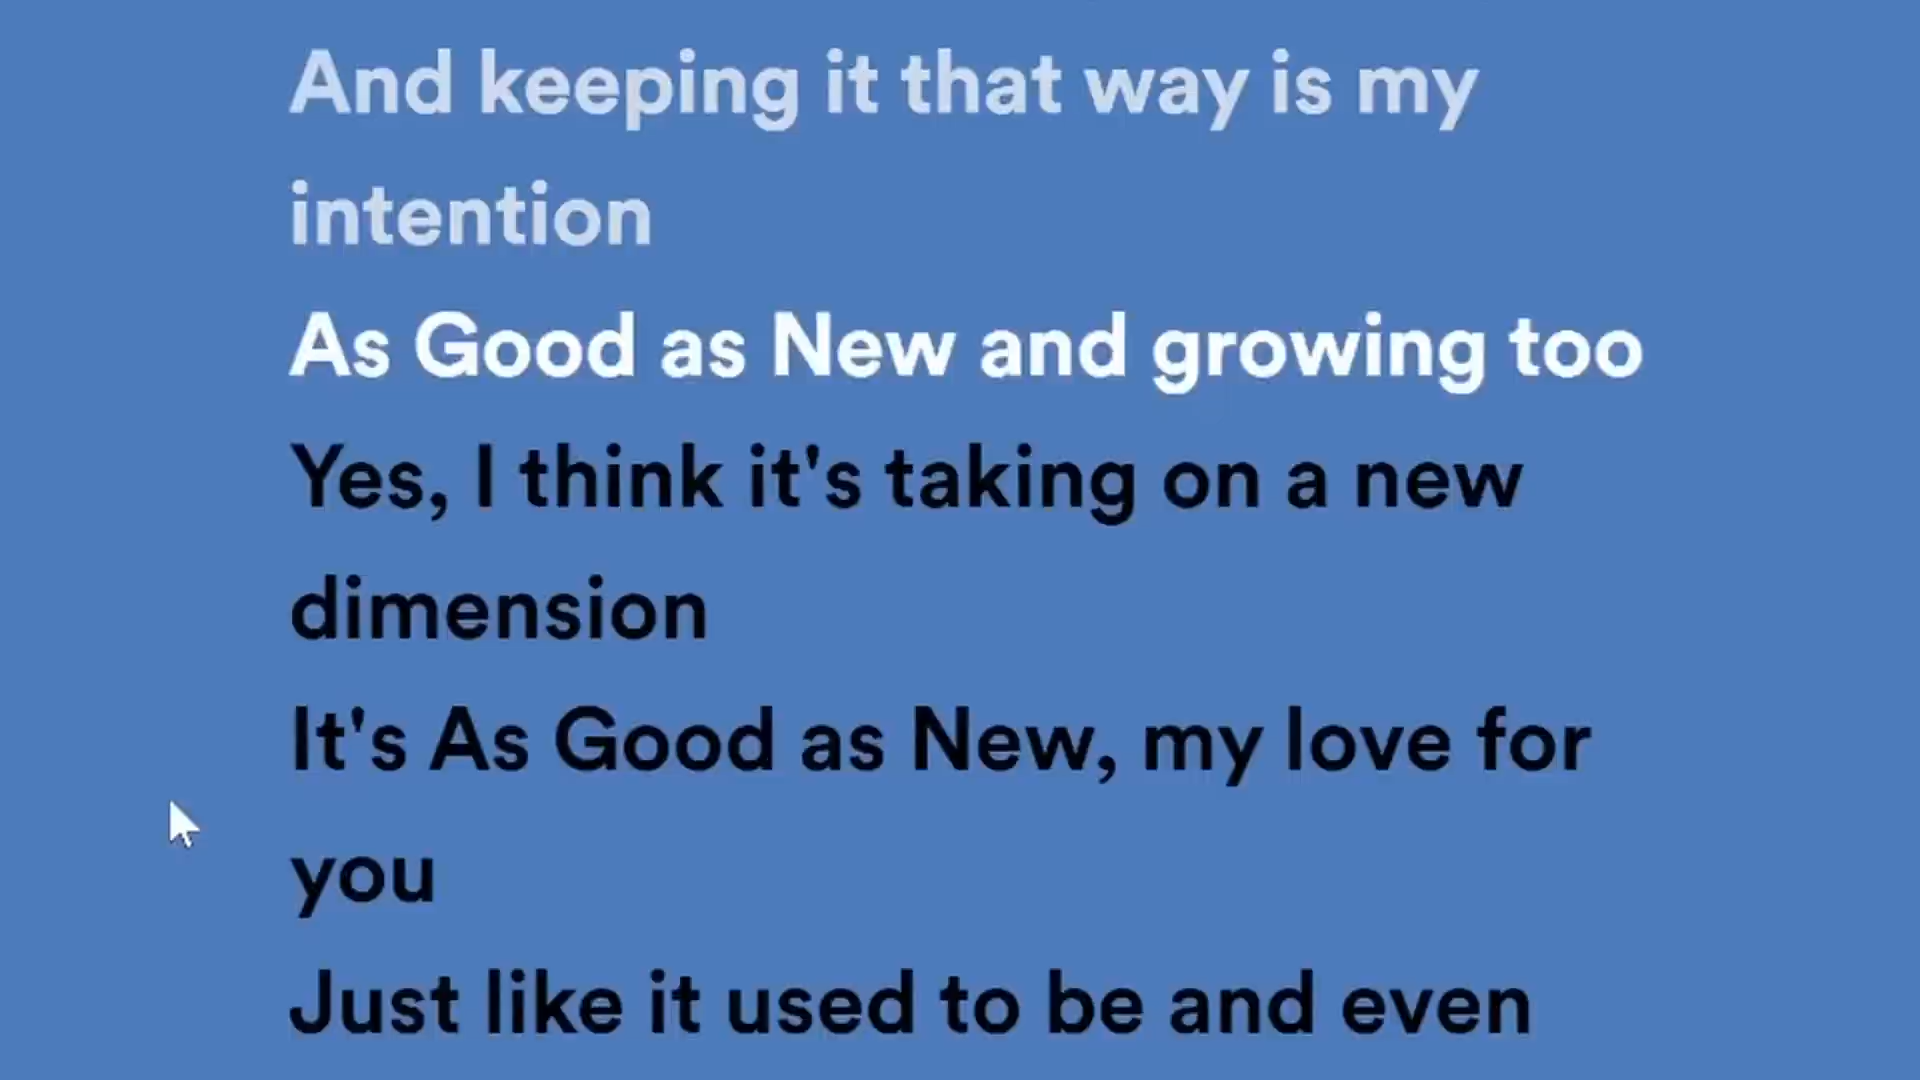 And keeping it that way is my
intention
As Good as New and growing too
Yes, I think it's taking on a new
dimension
It's As Good as New, my love for
you
Just like it used to be and even